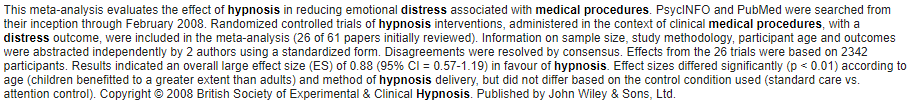 This meta-analysis evaluates the effect of hypnosis in reducing emotional distress associated with medical procedures. PsycINFO and PubMed were searched from
their inception through February 2008. Randomized controlled trials of hypnosis interventions, administered in the context of clinical medical procedures, with a
distress outcome, were included in the meta-analysis (26 of 61 papers initially reviewed). Information on sample size, study methodology, participant age and outcomes
were abstracted independently by 2 authors using a standardized form. Disagreements were resolved by consensus. Effects from the 26 trials were based on 2342
participants. Results indicated an overall large effect size (ES) of 0.88 (95% CI = 0.57-1.19) in favour of hypnosis. Effect sizes differed significantly (p < 0.01) according to
age (children benefitted to a greater extent than adults) and method of hypnosis delivery, but did not differ based on the control condition used (standard care vs.
attention control). Copyright © 2008 British Society of Experimental & Clinical Hypnosis. Published by John Wiley & Sons, Ltd.